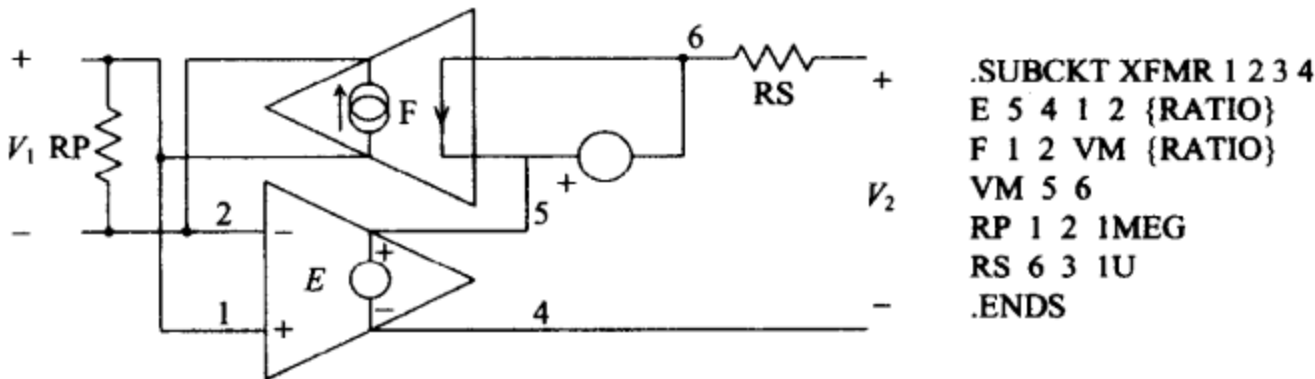 +
V₁ RP
−
F
6
RS
+
+
5
V₂
2
−
+
E
−
1
+
4
−
.SUBCKT XFMR 1 2 3 4
E 5 4 1 2 {RATIO}
F 1 2 VM {RATIO}
VM 5 6
RP 1 2 1MEG
RS 6 3 1U
.ENDS